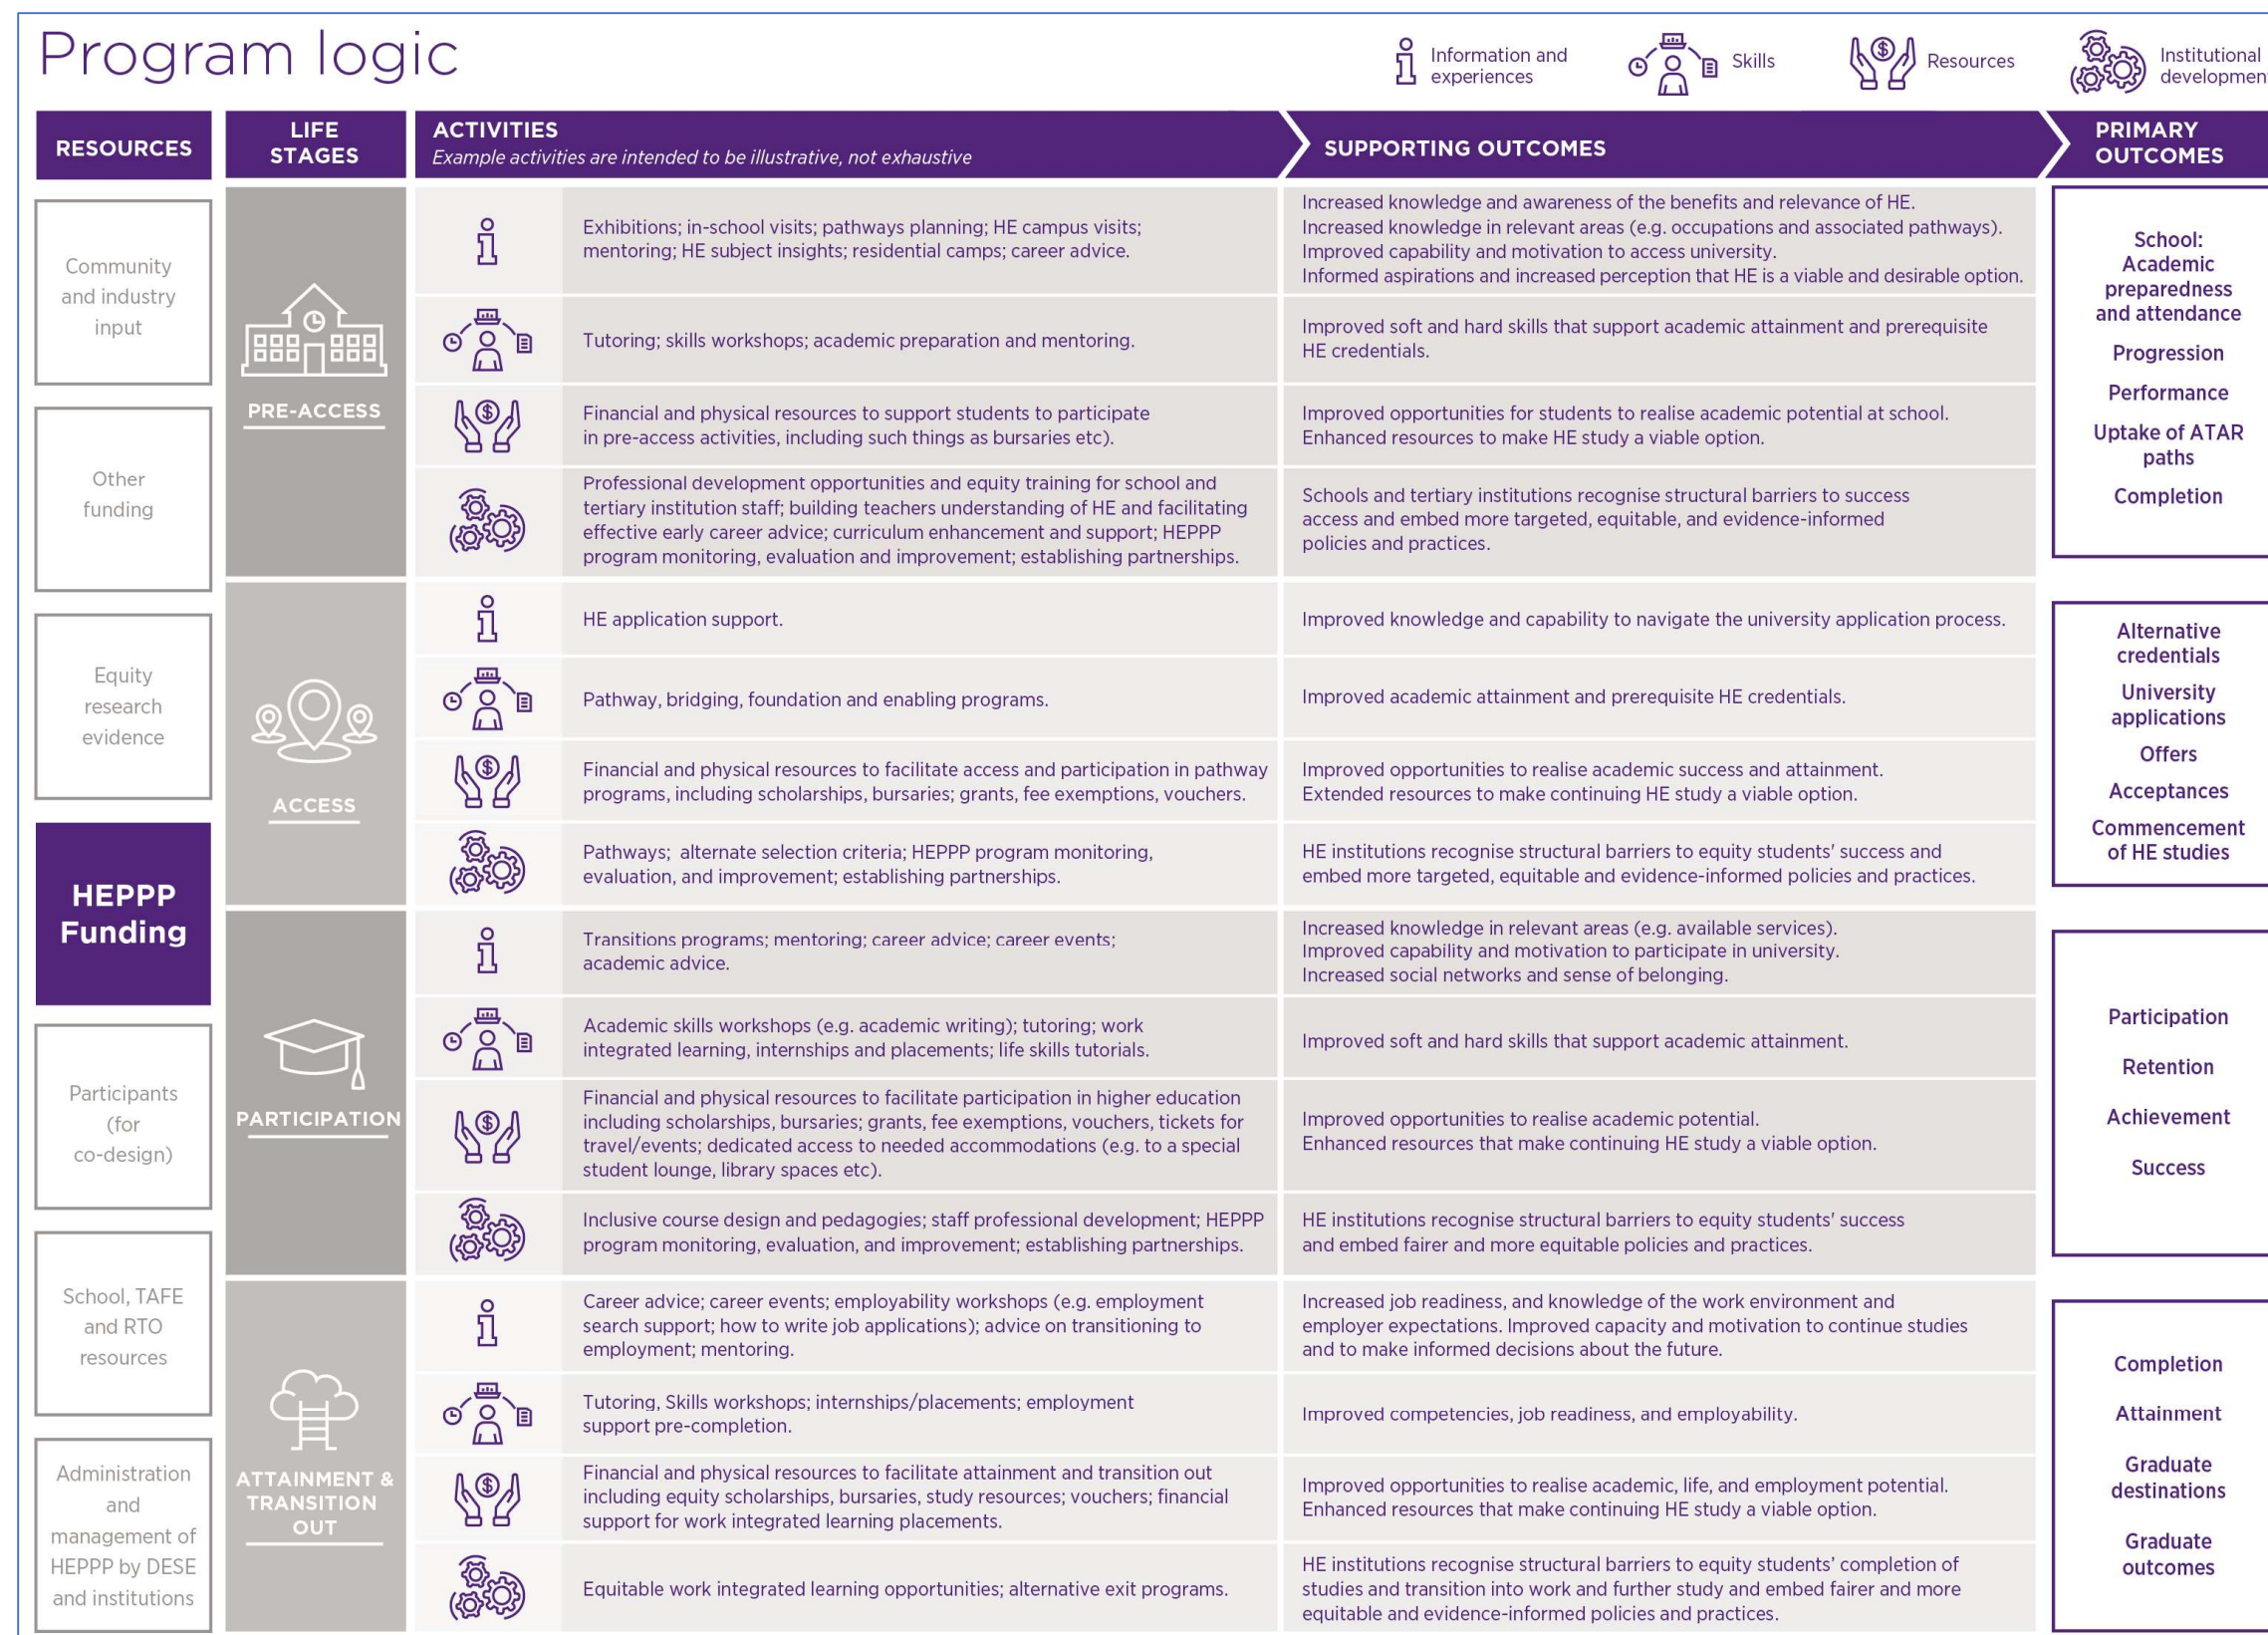 Program logic
Information and
experiences
Skills
Resources
Institutional
development
RESOURCES
LIFE
STAGES
ACTIVITIES
Example activities are intended to be illustrative, not exhaustive
SUPPORTING OUTCOMES
PRIMARY
OUTCOMES
Community
and industry
input
Other
funding
Equity
research
evidence
HEPPP
Funding
Participants
(for
co-design)
School, TAFE
and RTO
resources
Administration
and
management of
HEPPP by DESE
and institutions
PRE-ACCESS
Exhibitions; in-school visits; pathways planning; HE campus visits;
mentoring; HE subject insights; residential camps; career advice.
Increased knowledge and awareness of the benefits and relevance of HE.
Increased knowledge in relevant areas (e.g. occupations and associated pathways).
Improved capability and motivation to access university.
Informed aspirations and increased perception that HE is a viable and desirable option.
Tutoring; skills workshops; academic preparation and mentoring.
Improved soft and hard skills that support academic attainment and prerequisite
HE credentials.
Financial and physical resources to support students to participate
in pre-access activities, including such things as bursaries etc).
Improved opportunities for students to realise academic potential at school.
Enhanced resources to make HE study a viable option.
Professional development opportunities and equity training for school and
tertiary institution staff; building teachers understanding of HE and facilitating
effective early career advice; curriculum enhancement and support; HEPPP
program monitoring, evaluation and improvement; establishing partnerships.
Schools and tertiary institutions recognise structural barriers to success
access and embed more targeted, equitable, and evidence-informed
policies and practices.
School:
Academic
preparedness
and attendance
Progression
Performance
Uptake of ATAR
paths
Completion
ACCESS
HE application support.
Improved knowledge and capability to navigate the university application process.
Pathway, bridging, foundation and enabling programs.
Improved academic attainment and prerequisite HE credentials.
Financial and physical resources to facilitate access and participation in pathway
programs, including scholarships, bursaries; grants, fee exemptions, vouchers.
Improved opportunities to realise academic success and attainment.
Extended resources to make continuing HE study a viable option.
Pathways; alternate selection criteria; HEPPP program monitoring,
evaluation, and improvement; establishing partnerships.
HE institutions recognise structural barriers to equity students' success and
embed more targeted, equitable and evidence-informed policies and practices.
Alternative
credentials
University
applications
Offers
Acceptances
Commencement
of HE studies
PARTICIPATION
Transitions programs; mentoring; career advice; career events;
academic advice.
Increased knowledge in relevant areas (e.g. available services).
Improved capability and motivation to participate in university.
Increased social networks and sense of belonging.
Academic skills workshops (e.g. academic writing); tutoring; work
integrated learning, internships and placements; life skills tutorials.
Improved soft and hard skills that support academic attainment.
Financial and physical resources to facilitate participation in higher education
including scholarships, bursaries; grants, fee exemptions, vouchers, tickets for
travel/events; dedicated access to needed accommodations (e.g. to a special
student lounge, library spaces etc).
Improved opportunities to realise academic potential.
Enhanced resources that make continuing HE study a viable option.
Inclusive course design and pedagogies; staff professional development; HEPPP
program monitoring, evaluation, and improvement; establishing partnerships.
HE institutions recognise structural barriers to equity students' success
and embed fairer and more equitable policies and practices.
Participation
Retention
Achievement
Success
ATTAINMENT &
TRANSITION
OUT
Career advice; career events; employability workshops (e.g. employment
search support; how to write job applications); advice on transitioning to
employment; mentoring.
Increased job readiness, and knowledge of the work environment and
employer expectations. Improved capacity and motivation to continue studies
and to make informed decisions about the future.
Tutoring, Skills workshops; internships/placements; employment
support pre-completion.
Improved competencies, job readiness, and employability.
Financial and physical resources to facilitate attainment and transition out
including equity scholarships, bursaries, study resources; vouchers; financial
support for work integrated learning placements.
Improved opportunities to realise academic, life, and employment potential.
Enhanced resources that make continuing HE study a viable option.
Equitable work integrated learning opportunities; alternative exit programs.
HE institutions recognise structural barriers to equity students’ completion of
studies and transition into work and further study and embed fairer and more
equitable and evidence-informed policies and practices.
Completion
Attainment
Graduate
destinations
Graduate
outcomes